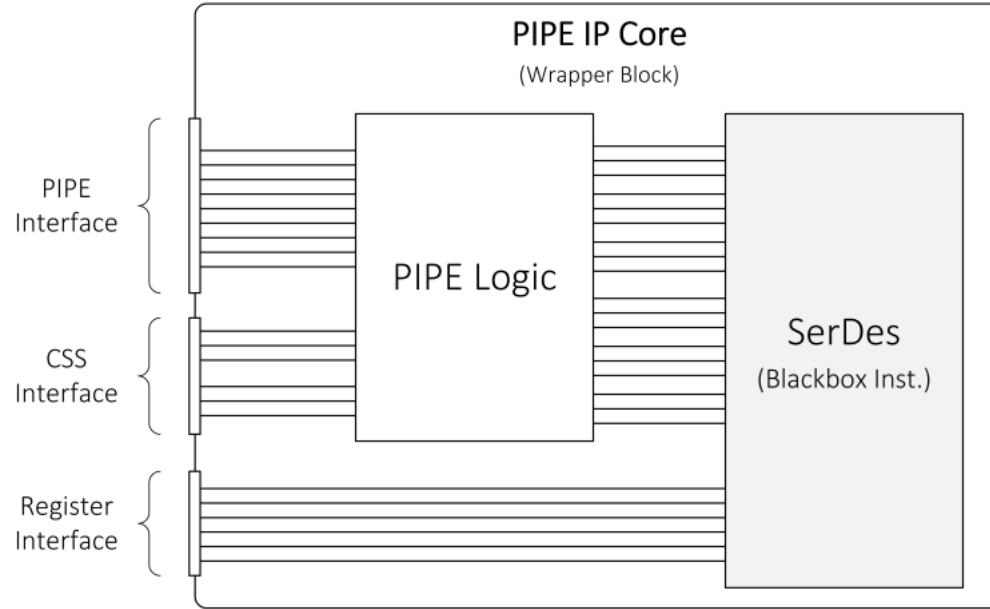 PIPE IP Core
(Wrapper Block)
PIPE
Interface
PIPE Logic
SerDes
(Blackbox Inst.)
CSS
Interface
Register
Interface